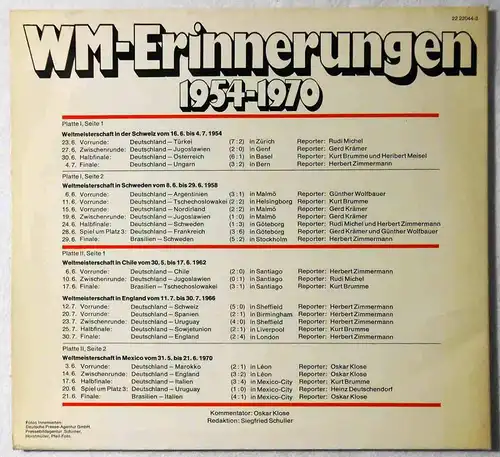 22 22044-2
WM-Erinnerungen
1954-1970
Platte I, Seite 1
Weltmeisterschaft in der Schweiz vom 16. 6. bis 4. 7. 1954
23. 6. Vorrunde: Deutschland – Türkei (7 : 2) in Zürich Reporter: Rudi Michel
27. 6. Zwischenrunde: Deutschland – Jugoslawien (2 : 0) in Genf Reporter: Gerd Krämer
30. 6. Halbfinale: Deutschland – Österreich (6 : 1) in Basel Reporter: Kurt Brumme und Heribert Meisel
4. 7. Finale: Deutschland – Ungarn (3 : 2) in Bern Reporter: Herbert Zimmermann
Platte I, Seite 2
Weltmeisterschaft in Schweden vom 8. 6. bis 29. 6. 1958
6. 6. Vorrunde: Deutschland – Argentinien (3 : 1) in Malmö Reporter: Günther Wolfbauer
11. 6. Vorrunde: Deutschland – Tschechoslowakei (2 : 2) in Helsingborg Reporter: Kurt Brumme
15. 6. Vorrunde: Deutschland – Nordirland (2 : 2) in Malmö Reporter: Gerd Krämer
19. 6. Zwischenrunde: Deutschland – Jugoslawien (1 : 0) in Malmö Reporter: Gerd Krämer
24. 6. Halbfinale: Deutschland – Schweden (1 : 3) in Göteborg Reporter: Rudi Michel und Herbert Zimmermann
28. 6. Spiel um Platz 3: Deutschland – Frankreich (3 : 6) in Göteborg Reporter: Gerd Krämer und Günther Wolfbauer
29. 6. Finale: Brasilien – Schweden (5 : 2) in Stockholm Reporter: Herbert Zimmermann
Platte II, Seite 1
Weltmeisterschaft in Chile vom 30. 5. bis 17. 6. 1962
6. 6. Vorrunde: Deutschland – Chile (2 : 0) in Santiago Reporter: Herbert Zimmermann
10. 6. Zwischenrunde: Deutschland – Jugoslawien (0 : 1) in Santiago Reporter: Rudi Michel
17. 6. Finale: Brasilien – Tschechoslowakei (3 : 1) in Santiago Reporter: Kurt Brumme
Weltmeisterschaft in England vom 11. 7. bis 30. 7. 1966
12. 7. Vorrunde: Deutschland – Schweiz (5 : 0) in Sheffield Reporter: Herbert Zimmermann
20. 7. Vorrunde: Deutschland – Spanien (2 : 1) in Birmingham Reporter: Herbert Zimmermann
23. 7. Zwischenrunde: Deutschland – Uruguay (4 : 0) in Sheffield Reporter: Herbert Zimmermann
25. 7. Halbfinale: Deutschland – Sowjetunion (2 : 1) in Liverpool Reporter: Kurt Brumme
30. 7. Finale: Deutschland – England (2 : 4) in London Reporter: Herbert Zimmermann
Platte II, Seite 2
Weltmeisterschaft in Mexico vom 31. 5. bis 21. 6. 1970
3. 6. Vorrunde: Deutschland – Marokko (2 : 1) in Léon Reporter: Oskar Klose
14. 6. Zwischenrunde: Deutschland – England (3 : 2) in Léon Reporter: Oskar Klose
17. 6. Halbfinale: Deutschland – Italien (3 : 4) in Mexico-City Reporter: Kurt Brumme
20. 6. Spiel um Platz 3: Deutschland – Uruguay (1 : 0) in Mexico-City Reporter: Heinz Deutschendorf
21. 6. Finale: Brasilien – Italien (4 : 1) in Mexico-City Reporter: Oskar Klose
Kommentator: Oskar Klose
Redaktion: Siegfried Schuller
Fotos Innenseiten:
Deutsche Presse-Agentur GmbH,
Pressebildagentur Schirner,
Horstmüller, Pfeil-Foto.